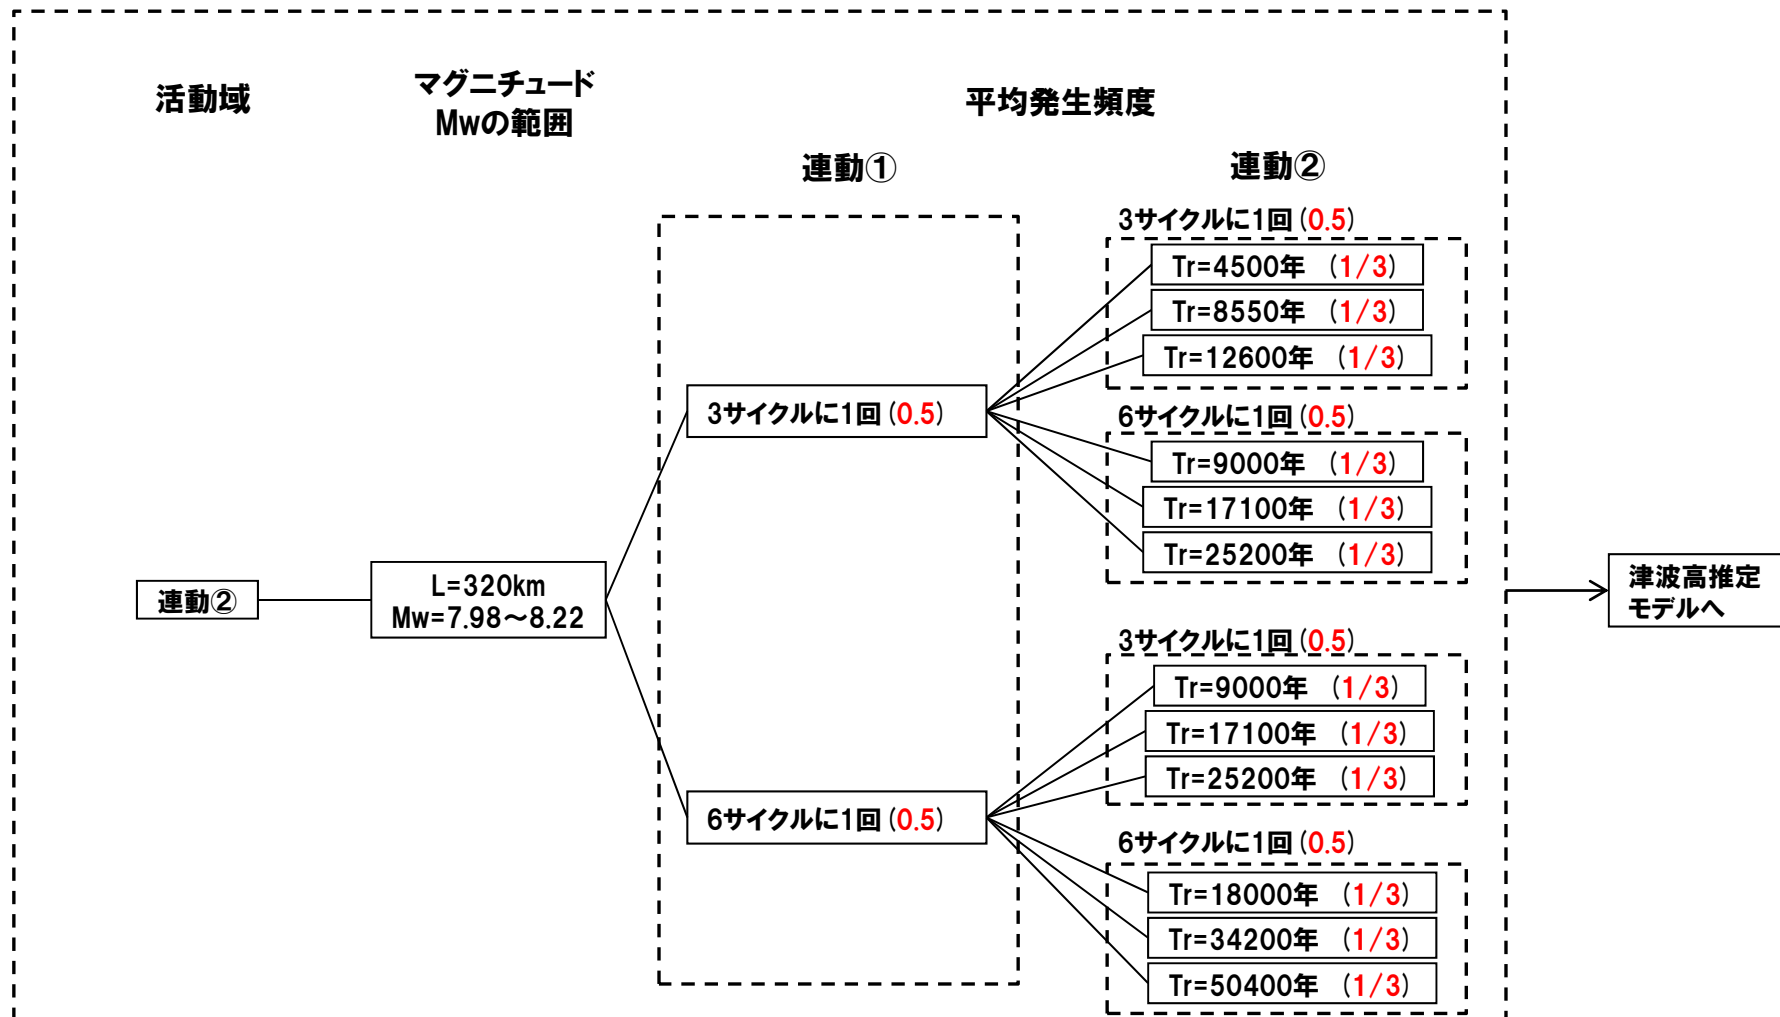 活動域
マグニチュード
Mwの範囲
平均発生頻度
連動①
連動②
3サイクルに1回(0.5)
Tr=4500年 (1/3)
Tr=8550年 (1/3)
Tr=12600年 (1/3)
3サイクルに1回(0.5)
6サイクルに1回(0.5)
Tr=9000年 (1/3)
Tr=17100年 (1/3)
Tr=25200年 (1/3)
連動②
L=320km
Mw=7.98～8.22
津波高推定
モデルへ
3サイクルに1回(0.5)
Tr=9000年 (1/3)
Tr=17100年 (1/3)
Tr=25200年 (1/3)
6サイクルに1回(0.5)
6サイクルに1回(0.5)
Tr=18000年 (1/3)
Tr=34200年 (1/3)
Tr=50400年 (1/3)